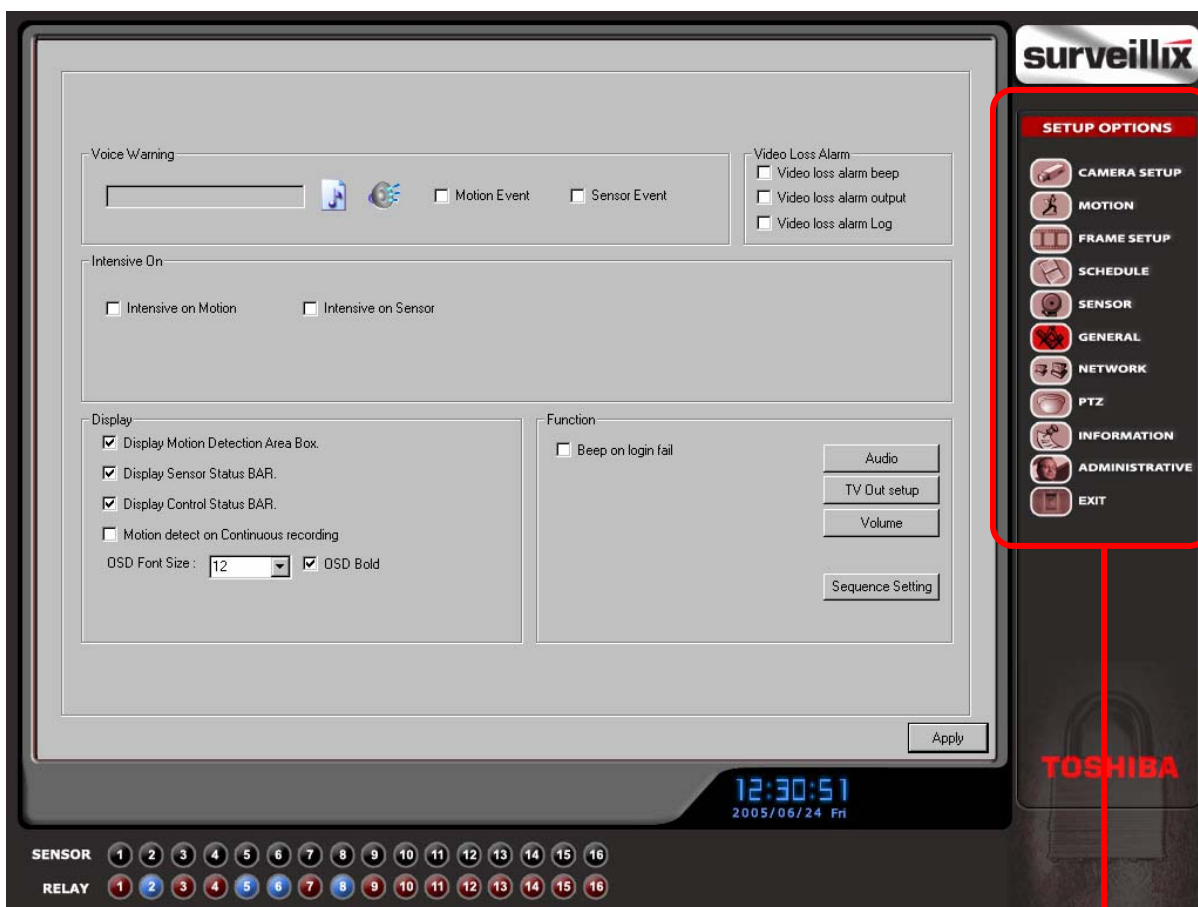 surveillix
SETUP OPTIONS
CAMERA SETUP
MOTION
FRAME SETUP
SCHEDULE
SENSOR
GENERAL
NETWORK
PTZ
INFORMATION
ADMINISTRATIVE
EXIT
Voice Warning
Motion Event
Sensor Event
Video Loss Alarm
Video loss alarm beep
Video loss alarm output
Video loss alarm Log
Intensive On
Intensive on Motion
Intensive on Sensor
Display
Display Motion Detection Area Box.
Display Sensor Status BAR.
Display Control Status BAR.
Motion detect on Continuous recording
OSD Font Size : 12 OSD Bold
Function
Beep on login fail
Audio
TV Out setup
Volume
Sequence Setting
Apply
TOSHIBA
12:30:51
2005/06/24 Fri
SENSOR 1 2 3 4 5 6 7 8 9 10 11 12 13 14 15 16
RELAY 1 2 3 4 5 6 7 8 9 10 11 12 13 14 15 16